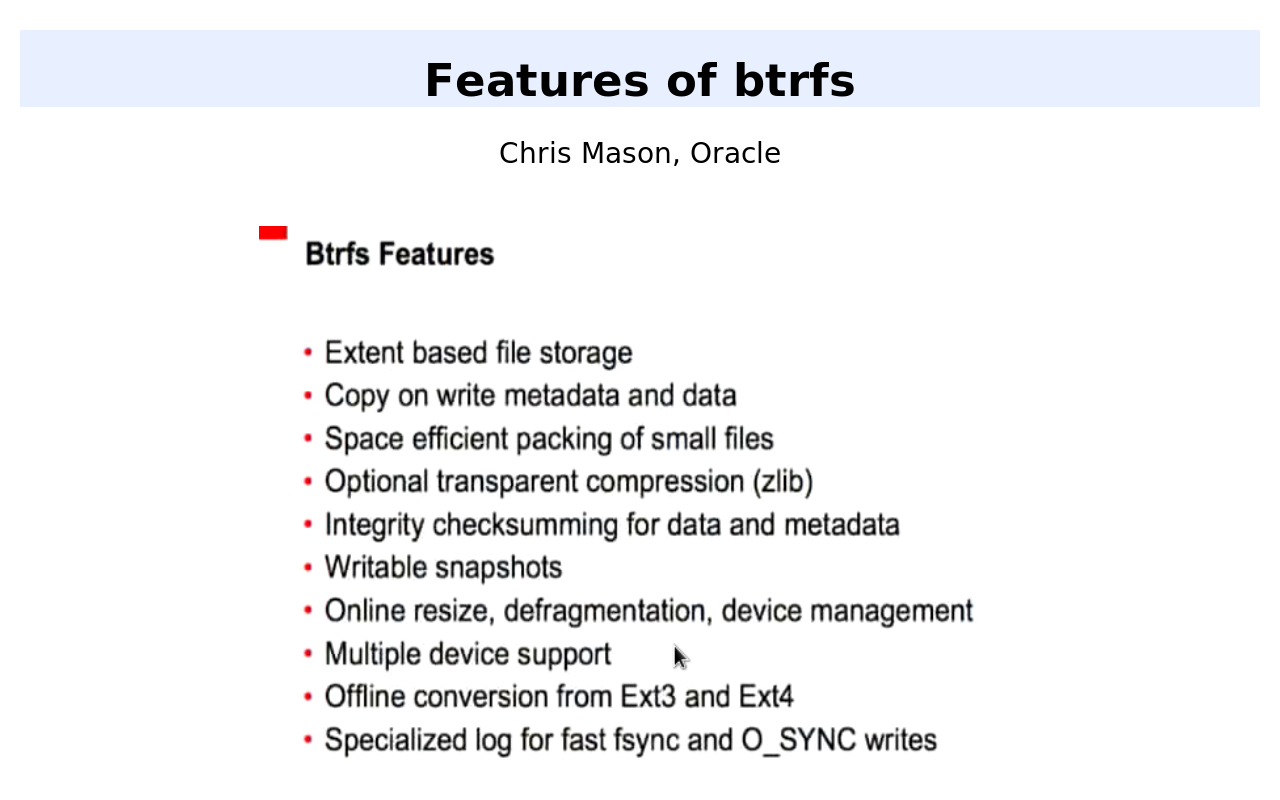 Features of btrfs
Chris Mason, Oracle
Btrfs Features
• Extent based file storage
• Copy on write metadata and data
• Space efficient packing of small files
• Optional transparent compression (zlib)
• Integrity checksumming for data and metadata
• Writable snapshots
• Online resize, defragmentation, device management
• Multiple device support
• Offline conversion from Ext3 and Ext4
• Specialized log for fast fsync and O_SYNC writes